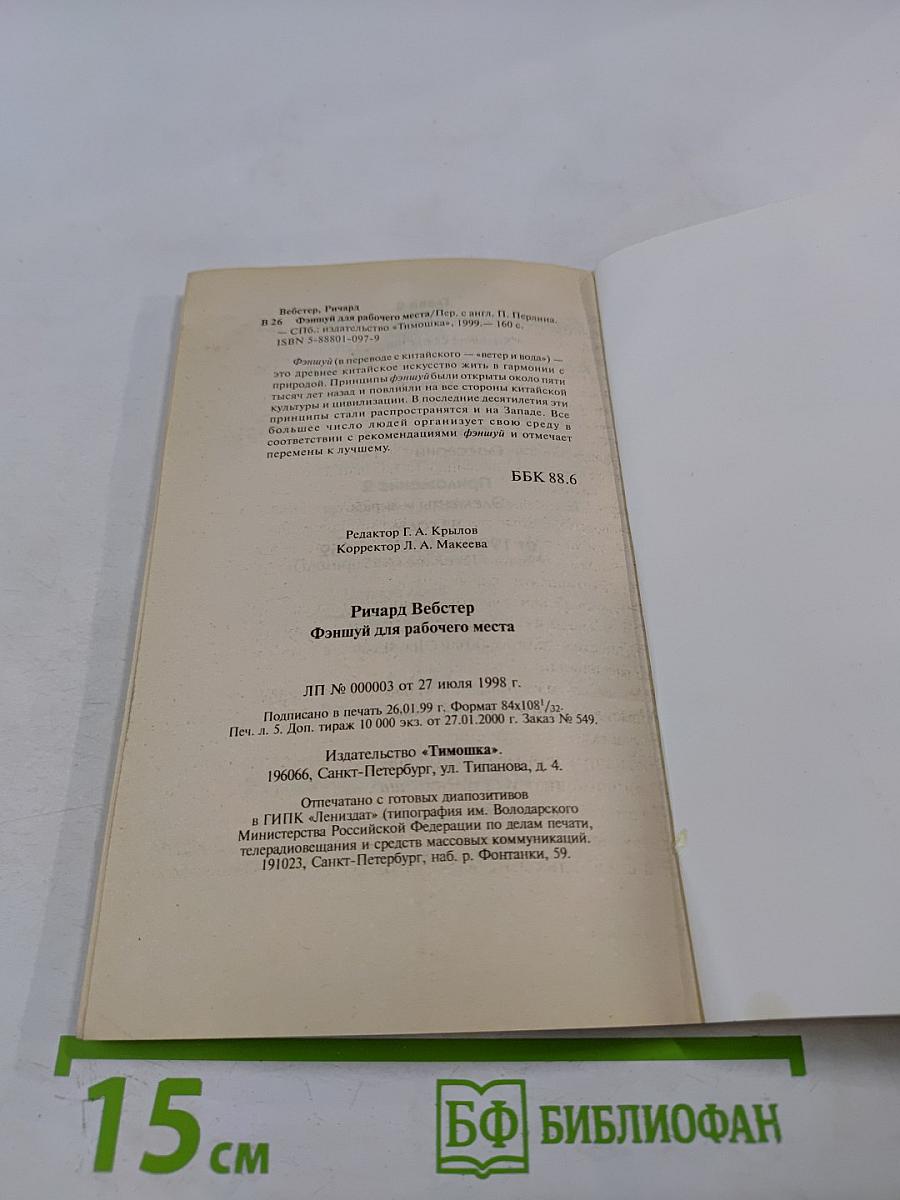 Вебстер, Ричард
В 26 Фэншуй для рабочего места/Пер. с англ. П. Перлина.
— СПб.: издательство «Тимошка», 1999.— 160 с.
ISBN 5-88801-097-9
Фэншуй (в переводе с китайского — «ветер и вода») —
это древнее китайское искусство жить в гармонии с
природой. Принципы фэншуй были открыты около пяти
тысяч лет назад и повлияли на все стороны китайской
культуры и цивилизации. В последние десятилетия эти
принципы стали распространятся и на Западе. Все
большее число людей организует свою среду в
соответствии с рекомендациями фэншуй и отмечает
перемены к лучшему.
ББК 88.6
Редактор Г. А. Крылов
Корректор Л. А. Макеева
Ричард Вебстер
Фэншуй для рабочего места
ЛП № 000003 от 27 июля 1998 г.
Подписано в печать 26.01.99 г. Формат 84х108¹/₃₂.
Печ. л. 5. Доп. тираж 10 000 экз. от 27.01.2000 г. Заказ № 549.
Издательство «Тимошка».
196066, Санкт-Петербург, ул. Типанова, д. 4.
Отпечатано с готовых диапозитивов
в ГИПК «Лениздат» (типография им. Володарского
Министерства Российской Федерации по делам печати,
телерадиовещания и средств массовых коммуникаций.
191023, Санкт-Петербург, наб. р. Фонтанки, 59.
15 см
БФ БИБЛИОФАН